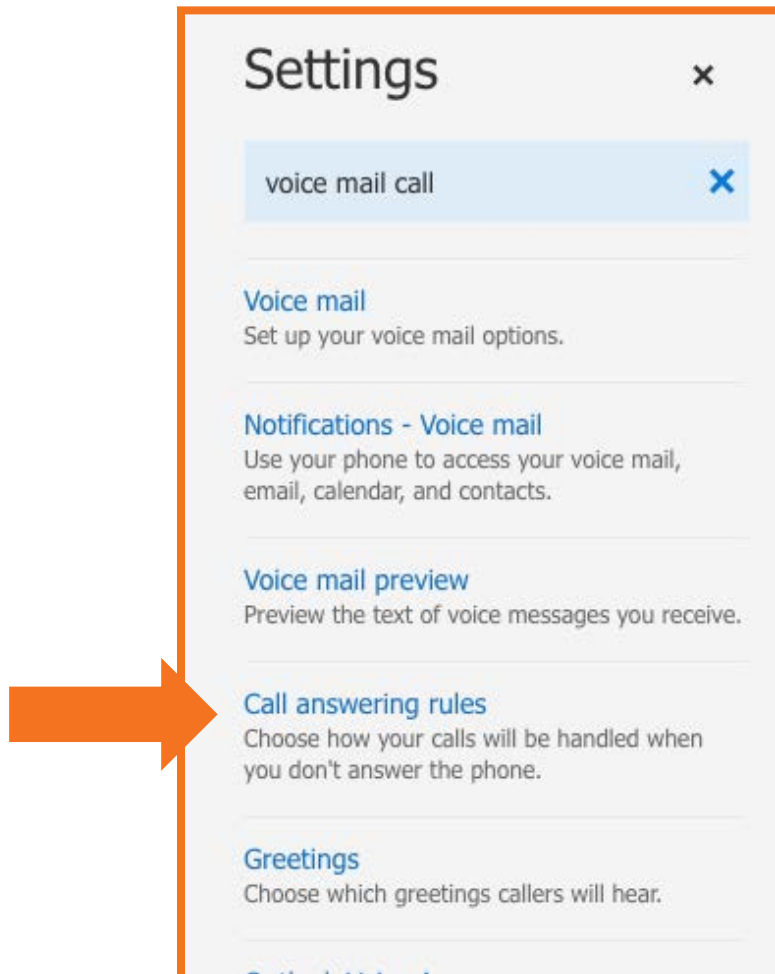 Settings ×
voice mail call ×
Voice mail
Set up your voice mail options.
Notifications - Voice mail
Use your phone to access your voice mail,
email, calendar, and contacts.
Voice mail preview
Preview the text of voice messages you receive.
Call answering rules
Choose how your calls will be handled when
you don't answer the phone.
Greetings
Choose which greetings callers will hear.